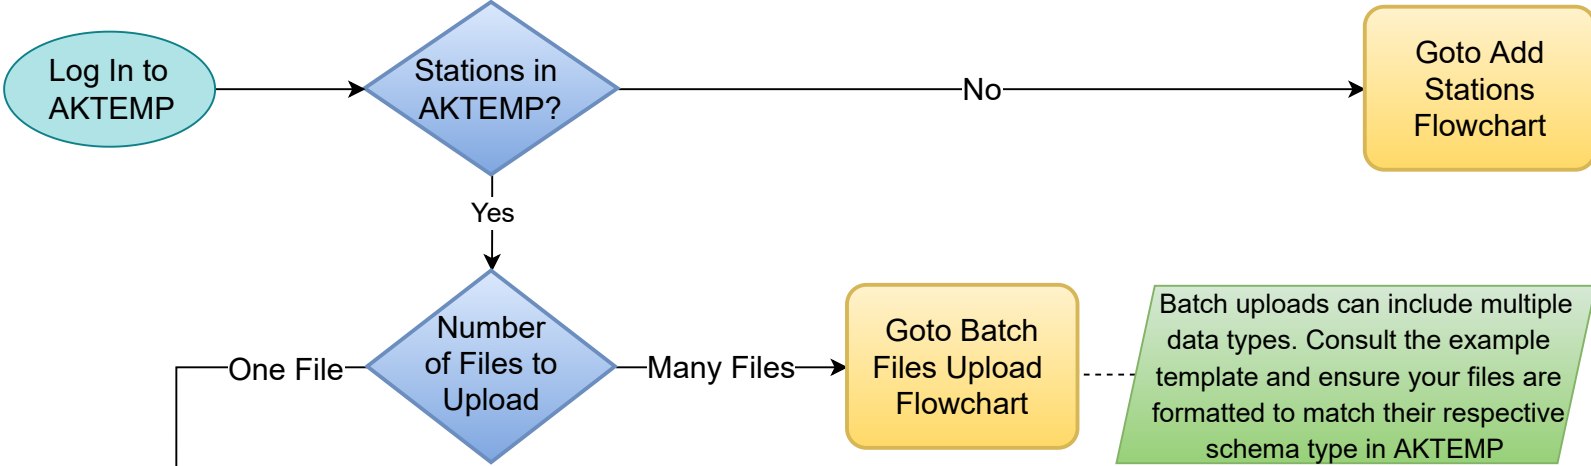 Log In to
AKTEMP
Stations in
AKTEMP?
No
Goto Add
Stations
Flowchart
Yes
Number
of Files to
Upload
One File
Many Files
Goto Batch
Files Upload
Flowchart
Batch uploads can include multiple
data types. Consult the example
template and ensure your files are
formatted to match their respective
schema type in AKTEMP